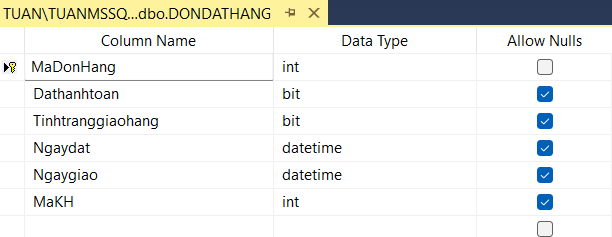 TUAN\TUANMSSQ...dbo.DONDATHANG
Column Name Data Type Allow Nulls
MaDonHang int
Dathanhtoan bit
Tinhtranggiaohang bit
Ngaydat datetime
Ngaygiao datetime
MaKH int